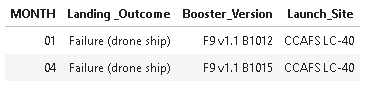 MONTH Landing _Outcome Booster_Version Launch_Site
01 Failure (drone ship) F9 v1.1 B1012 CCAFS LC-40
04 Failure (drone ship) F9 v1.1 B1015 CCAFS LC-40